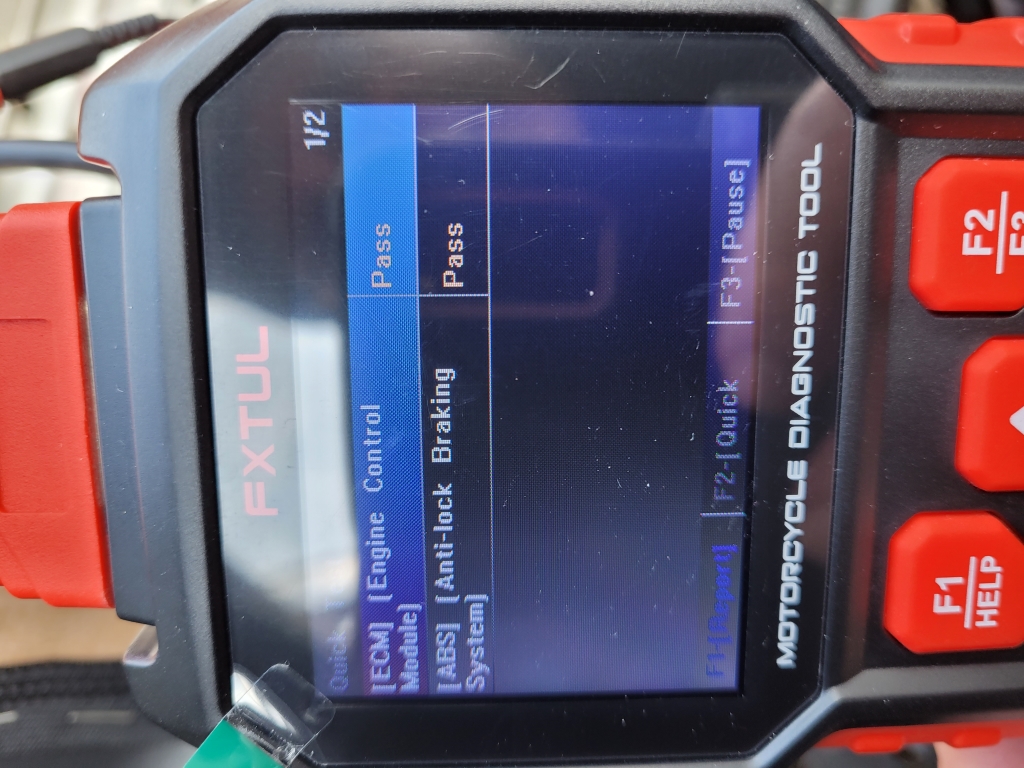 FXTUL
Quick 1/2
[ECM] (Engine Control Module) Pass
[ABS] (Anti-lock Braking System) Pass
F1-[Report] F2-[Quick F3-[Pause]
MOTORCYCLE DIAGNOSTIC TOOL
F1
HELP
F2